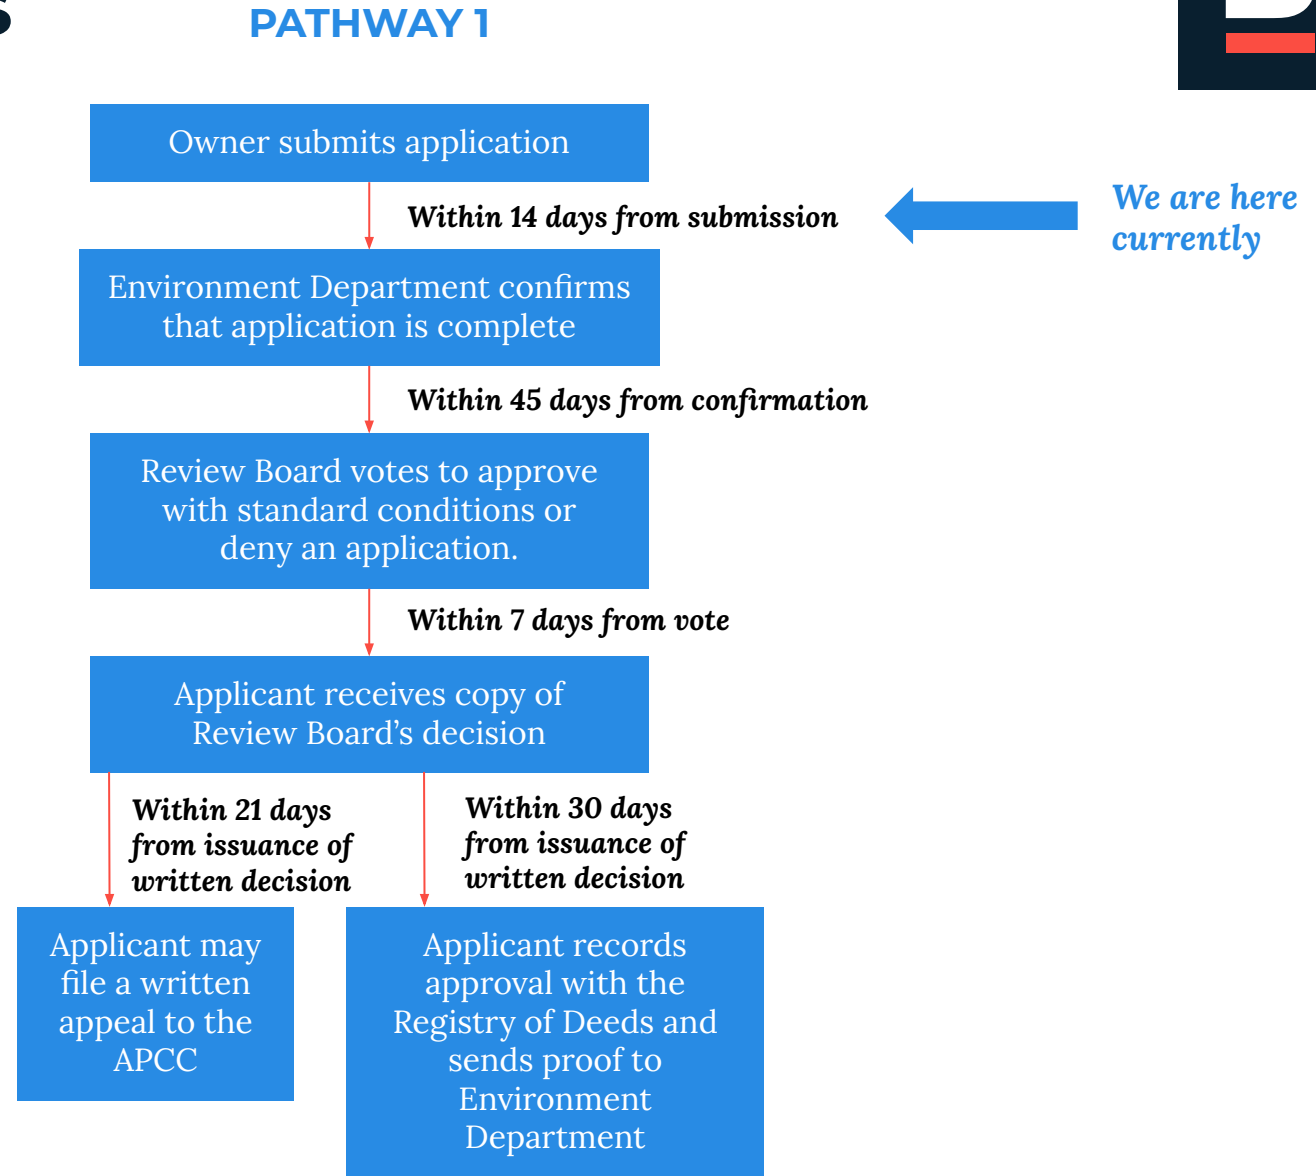 PATHWAY 1
Owner submits application
Within 14 days from submission
We are here
currently
Environment Department confirms
that application is complete
Within 45 days from confirmation
Review Board votes to approve
with standard conditions or
deny an application.
Within 7 days from vote
Applicant receives copy of
Review Board's decision
Within 21 days
from issuance of
written decision
Within 30 days
from issuance of
written decision
Applicant may
file a written
appeal to the
APCC
Applicant records
approval with the
Registry of Deeds and
sends proof to
Environment
Department